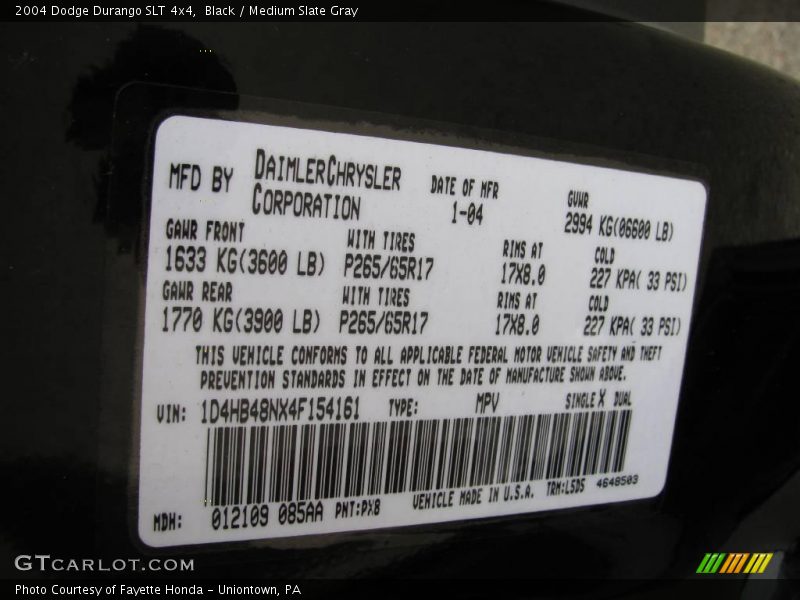 2004 Dodge Durango SLT 4x4, Black / Medium Slate Gray
MFD BY DAIMLERCHRYSLER CORPORATION DATE OF MFR 1-04 GVWR 2994 KG(06600 LB)
GAWR FRONT WITH TIRES RIMS AT COLD
1633 KG(3600 LB) P265/65R17 17X8.0 227 KPA( 33 PSI)
GAWR REAR WITH TIRES RIMS AT COLD
1770 KG(3900 LB) P265/65R17 17X8.0 227 KPA( 33 PSI)
THIS VEHICLE CONFORMS TO ALL APPLICABLE FEDERAL MOTOR VEHICLE SAFETY AND THEFT
PREVENTION STANDARDS IN EFFECT ON THE DATE OF MANUFACTURE SHOWN ABOVE.
VIN: 1D4HB48NX4F154161 TYPE: MPV SINGLE X DUAL
MDH: 012109 085AA PNT:PX8 VEHICLE MADE IN U.S.A. TRM:LSD5 4648503
GTCARLOT.COM
Photo Courtesy of Fayette Honda - Uniontown, PA